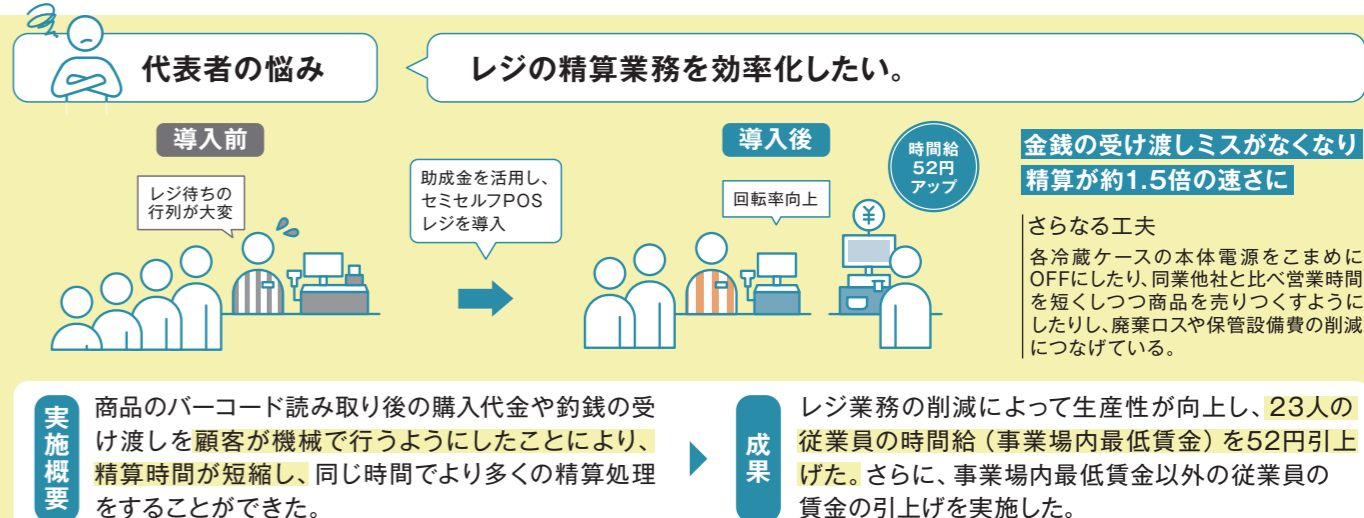 代表者の悩み
レジの精算業務を効率化したい。
導入前
レジ待ちの
行列が大変
助成金を活用し、
セミセルフPOS
レジを導入
導入後
回転率向上
時間給
52円
アップ
¥
金銭の受け渡しミスがなくなり
精算が約1.5倍の速さに
さらなる工夫
各冷蔵ケースの本体電源をこまめに
OFFにしたり、同業他社と比べ営業時間
を短くしつつ商品を売りつくすように
したりし、廃棄ロスや保管設備費の削減
につなげている。
実施概要
商品のバーコード読み取り後の購入代金や釣銭の受
け渡しを顧客が機械で行うようにしたことにより、
精算時間が短縮し、同じ時間でより多くの精算処理
をすることができた。
成果
レジ業務の削減によって生産性が向上し、23人の
従業員の時間給（事業場内最低賃金）を52円引上
げた。さらに、事業場内最低賃金以外の従業員の
賃金の引上げを実施した。